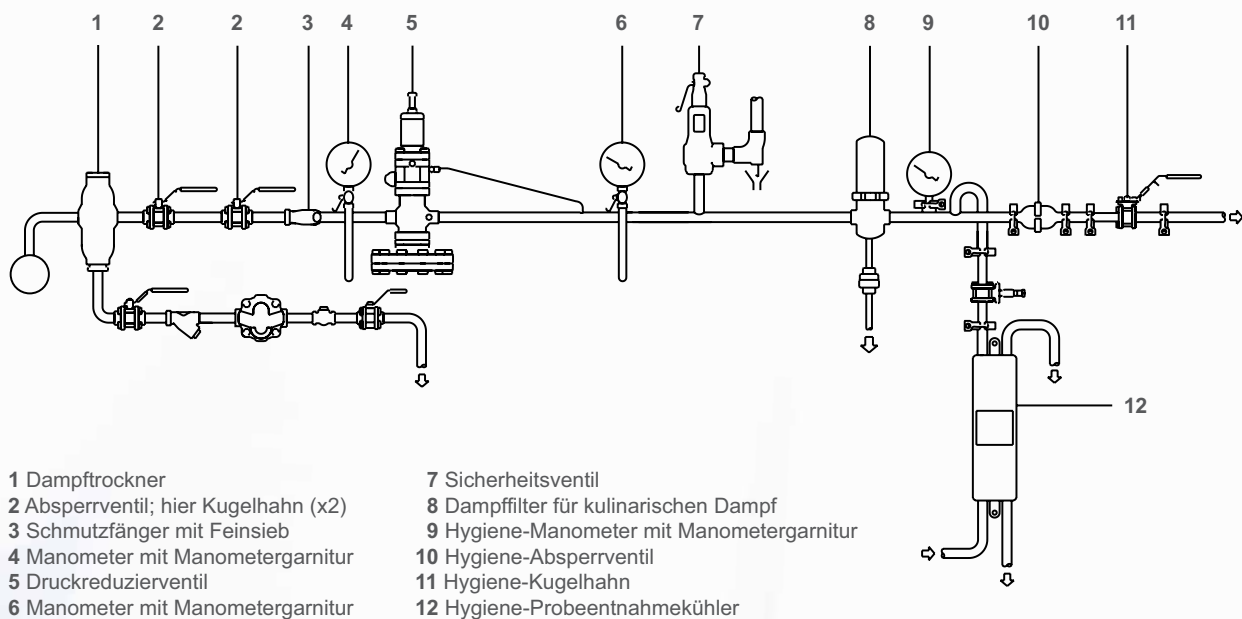 1 2 2 3 4 5 6 7 8 9 10 11
12
1 Dampftrockner
2 Absperrventil; hier Kugelhahn (x2)
3 Schmutzfänger mit Feinsieb
4 Manometer mit Manometergarnitur
5 Druckreduzierventil
6 Manometer mit Manometergarnitur
7 Sicherheitsventil
8 Dampffilter für kulinarischen Dampf
9 Hygiene-Manometer mit Manometergarnitur
10 Hygiene-Absperrventil
11 Hygiene-Kugelhahn
12 Hygiene-Probeentnahmekühler